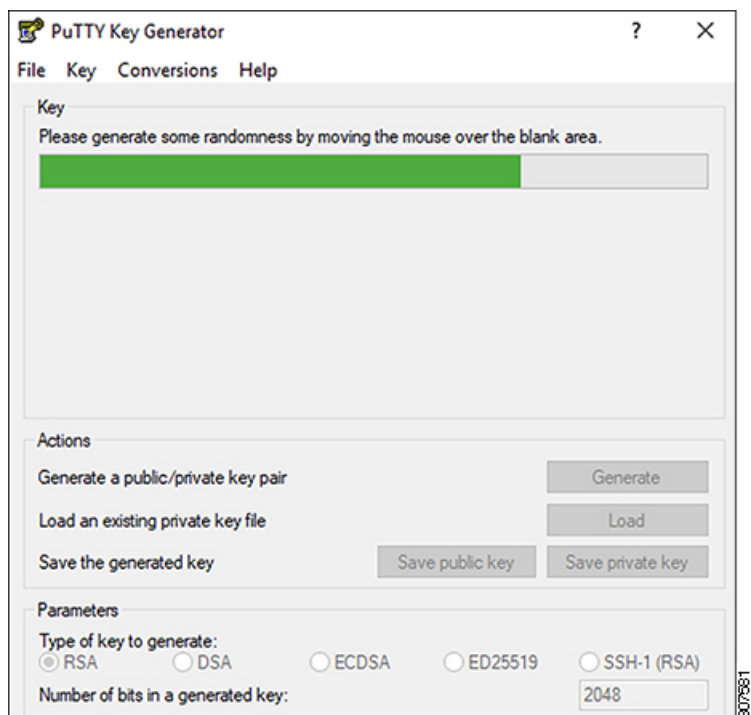 PuTTY Key Generator ? ×
File Key Conversions Help
Key
Please generate some randomness by moving the mouse over the blank area.
Actions
Generate a public/private key pair Generate
Load an existing private key file Load
Save the generated key Save public key Save private key
Parameters
Type of key to generate:
RSA DSA ECDSA ED25519 SSH-1 (RSA)
Number of bits in a generated key: 2048
307581